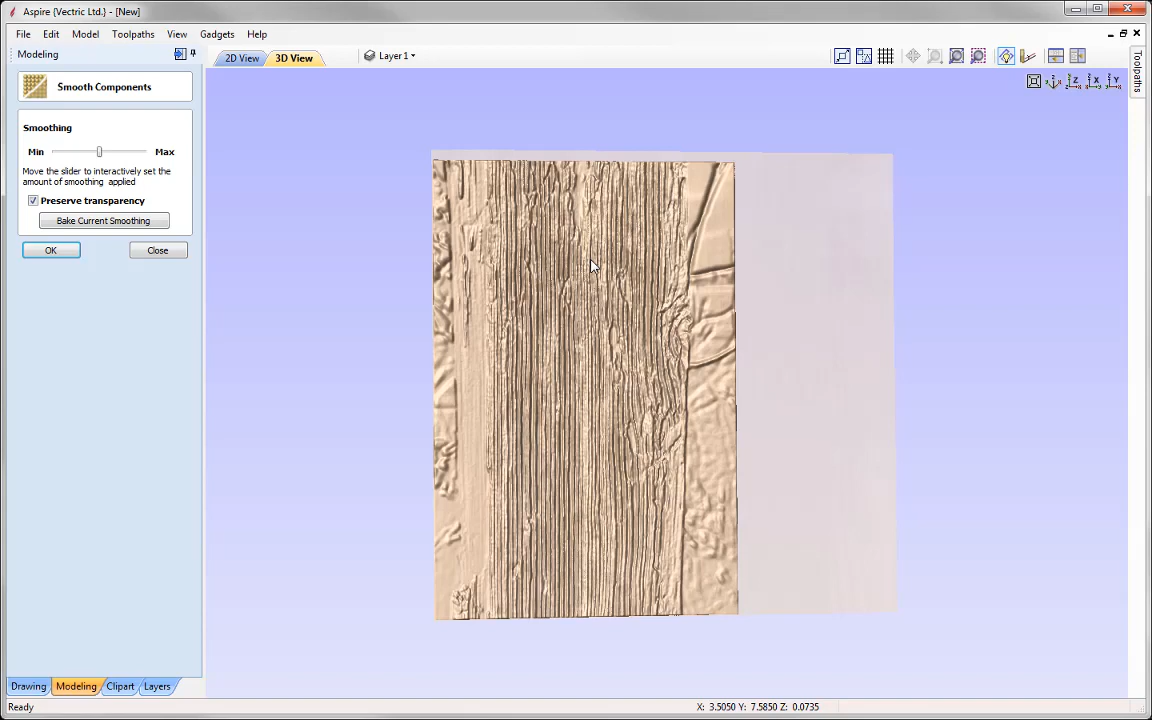 Aspire {Vectric Ltd.} - [New]
File Edit Model Toolpaths View Gadgets Help
Modeling
2D View 3D View Layer1
Smooth Components
Z X Y
Toolpaths
Smoothing
Min Max
Move the slider to interactively set the
amount of smoothing applied
Preserve transparency
Bake Current Smoothing
OK Close
Drawing Modeling Clipart Layers
Ready X: 3.5050 Y: 7.5850 Z: 0.0735